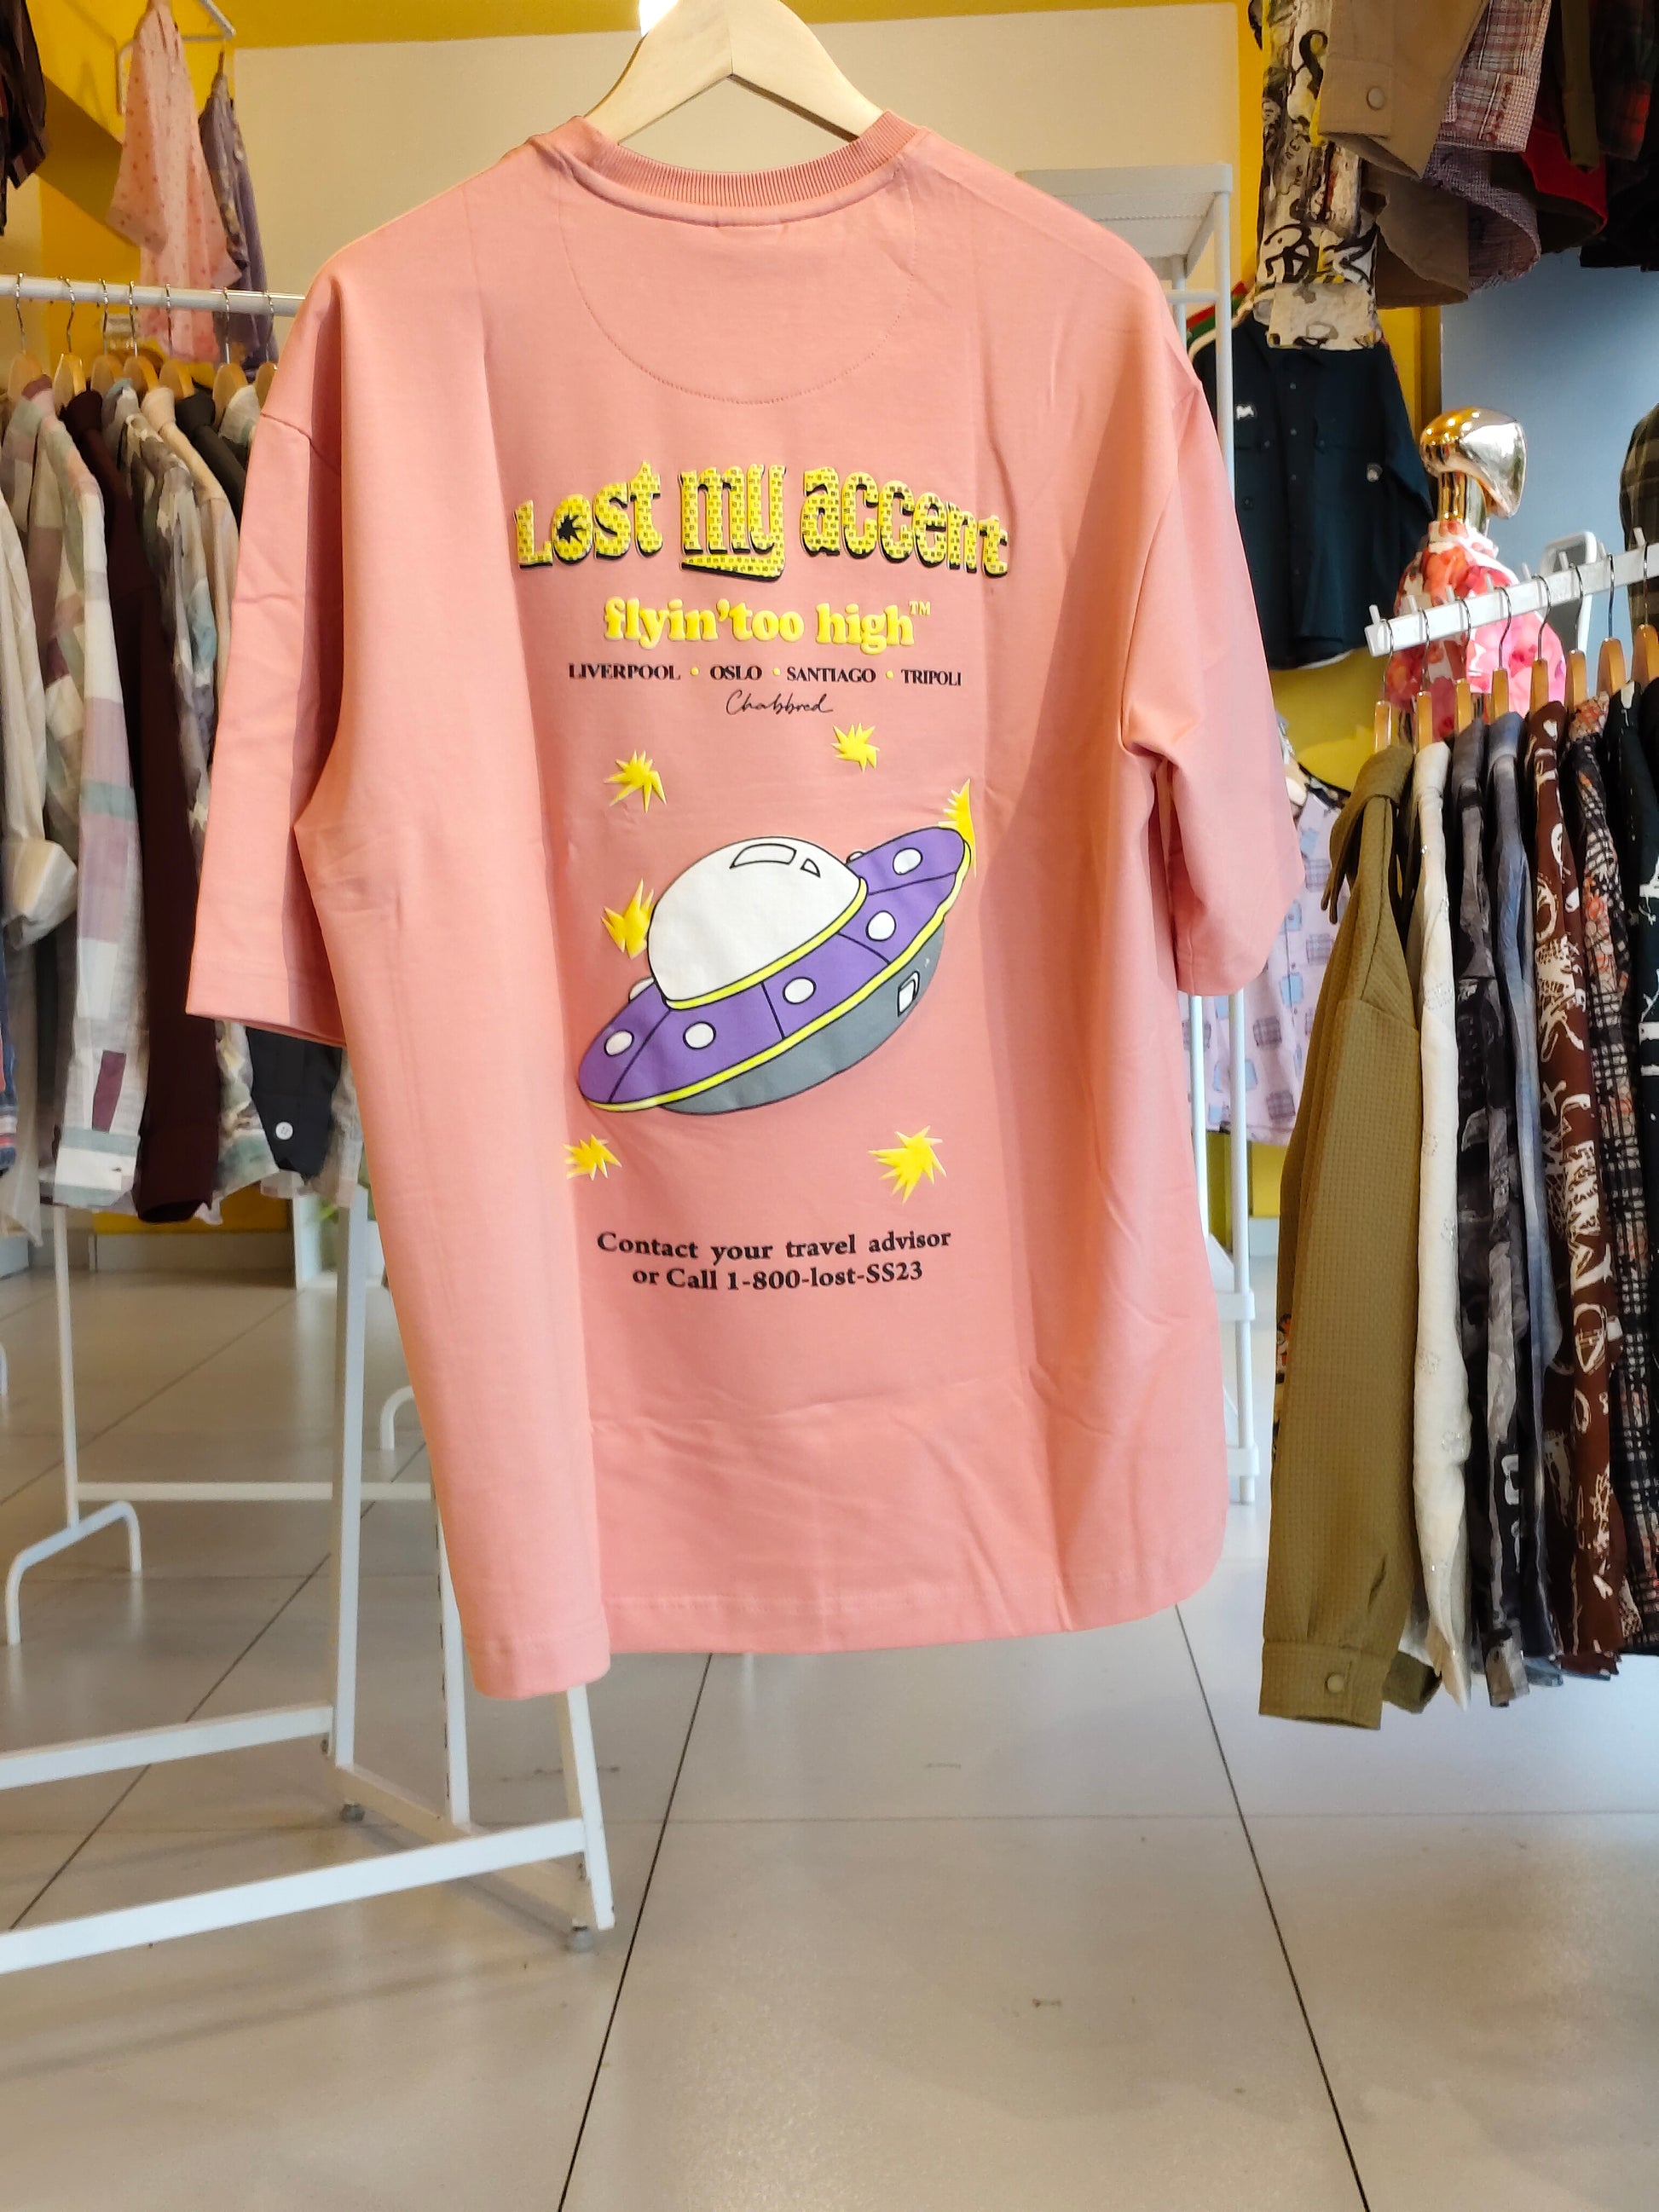 Lost my accent
flyin' too high™
LIVERPOOL • OSLO • SANTIAGO • TRIPOLI
Chabbred
Contact your travel advisor
or Call 1-800-lost-SS23